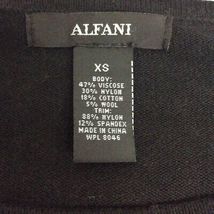 ALFANI
XS
BODY:
47% VISCOSE
30% NYLON
18% COTTON
5% WOOL
TRIM:
88% NYLON
12% SPANDEX
MADE IN CHINA
WPL 8046